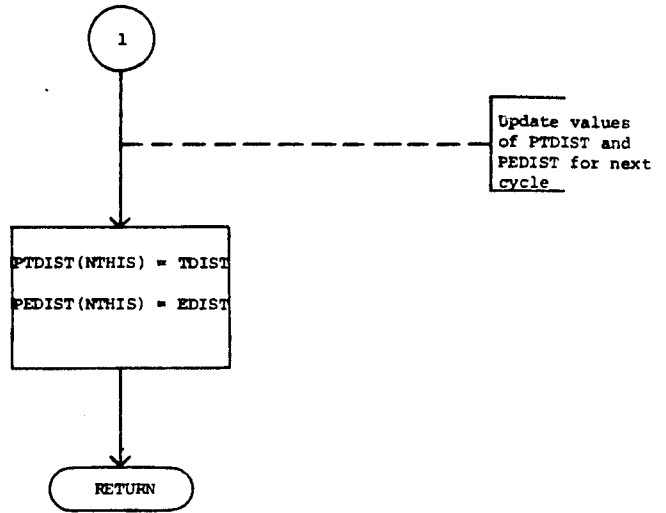 1
Update values
of PTDIST and
PEDIST for next
cycle
PTDIST(NTHIS) = TDIST
PEDIST(NTHIS) = EDIST
RETURN